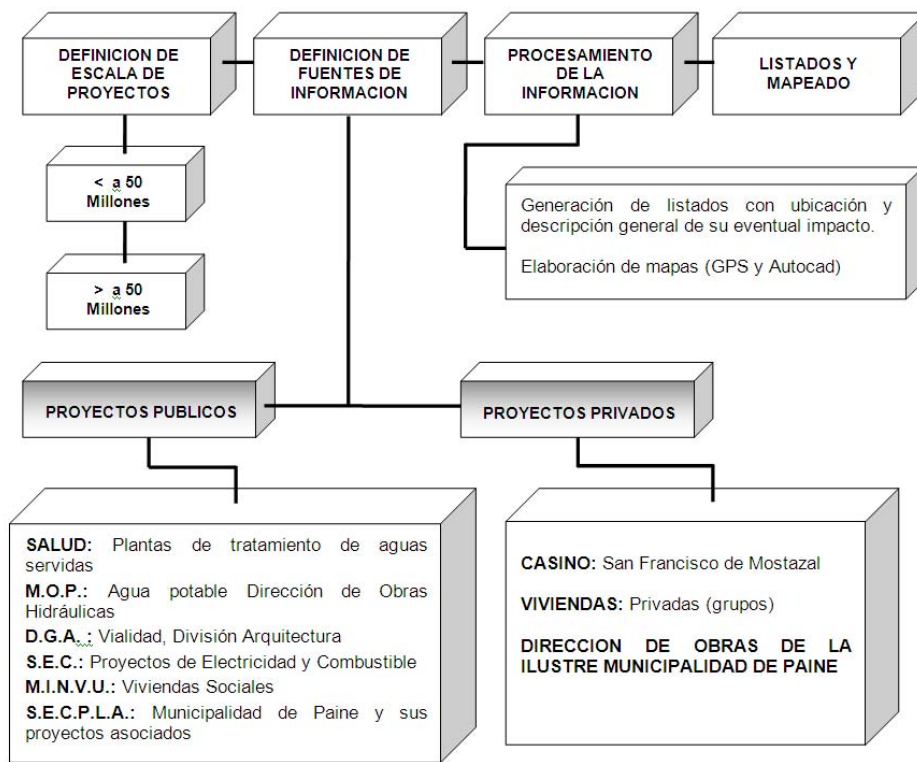 DEFINICION DE
ESCALA DE
PROYECTOS
DEFINICION DE
FUENTES DE
INFORMACION
PROCESAMIENTO
DE LA
INFORMACION
LISTADOS Y
MAPEADO
< a 50
Millones
> a 50
Millones
Generación de listados con ubicación y
descripción general de su eventual impacto.
Elaboración de mapas (GPS y Autocad)
PROYECTOS PUBLICOS
PROYECTOS PRIVADOS
SALUD: Plantas de tratamiento de aguas
servidas
M.O.P.: Agua potable Dirección de Obras
Hidráulicas
D.G.A. : Vialidad, División Arquitectura
S.E.C.: Proyectos de Electricidad y Combustible
M.I.N.V.U.: Viviendas Sociales
S.E.C.P.L.A.: Municipalidad de Paine y sus
proyectos asociados
CASINO: San Francisco de Mostazal
VIVIENDAS: Privadas (grupos)
DIRECCION DE OBRAS DE LA
ILUSTRE MUNICIPALIDAD DE PAINE